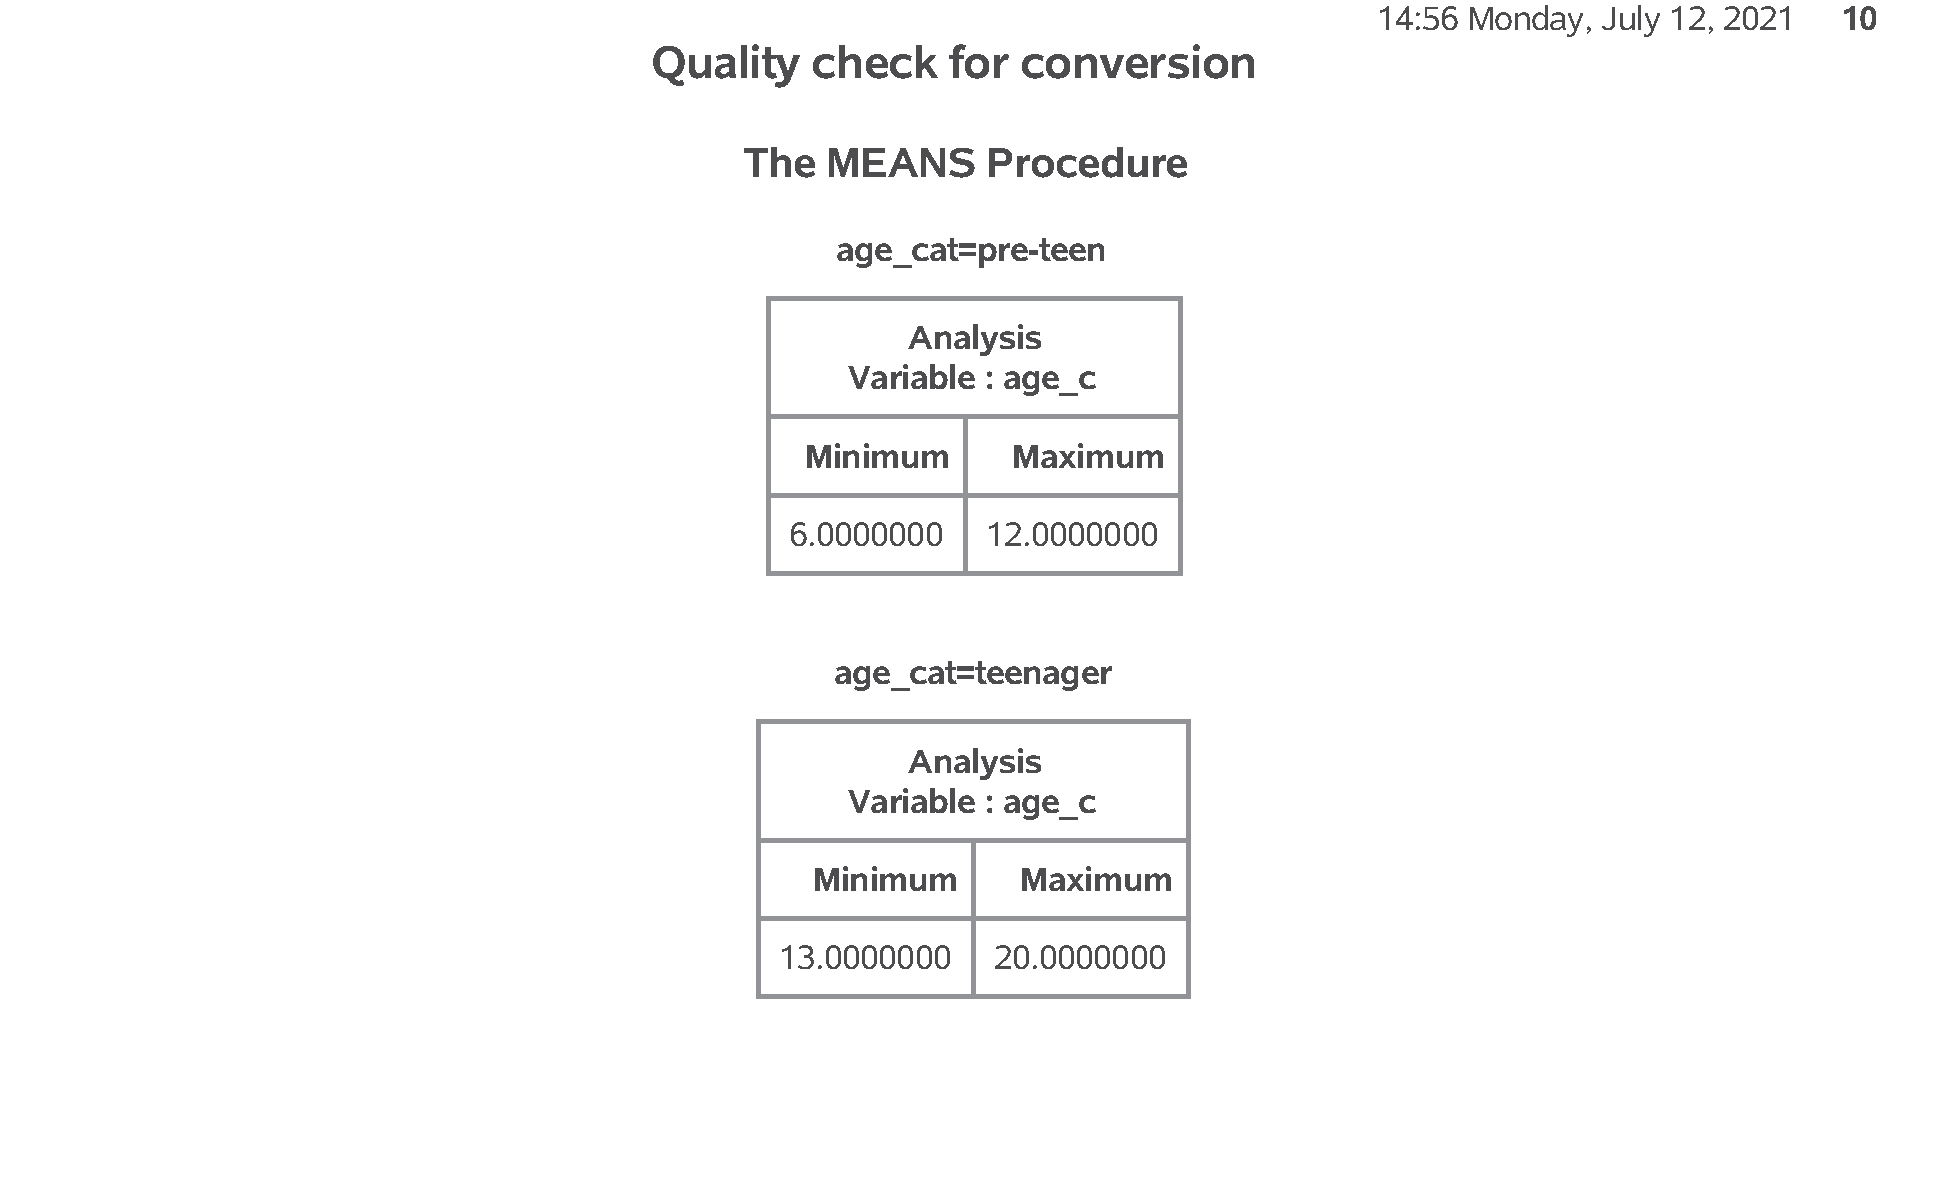 14:56 Monday, July 12, 2021 10
Quality check for conversion
The MEANS Procedure
age_cat=pre-teen
Analysis
Variable : age_c
Minimum Maximum
6.0000000 12.0000000
age_cat=teenager
Analysis
Variable : age_c
Minimum Maximum
13.0000000 20.0000000